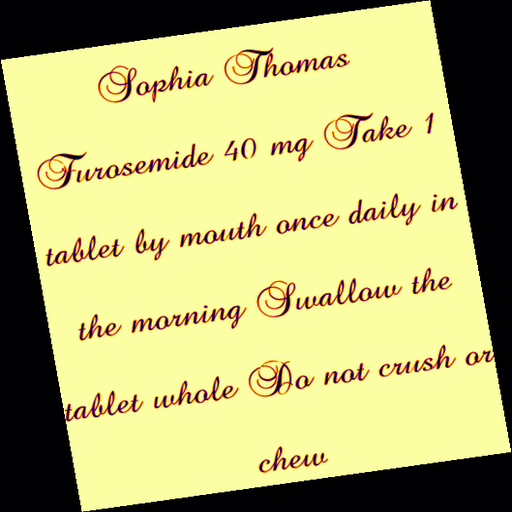 Sophia Thomas
Furosemide 40 mg Take 1
tablet by mouth once daily in
the morning Swallow the
tablet whole Do not crush or
chew